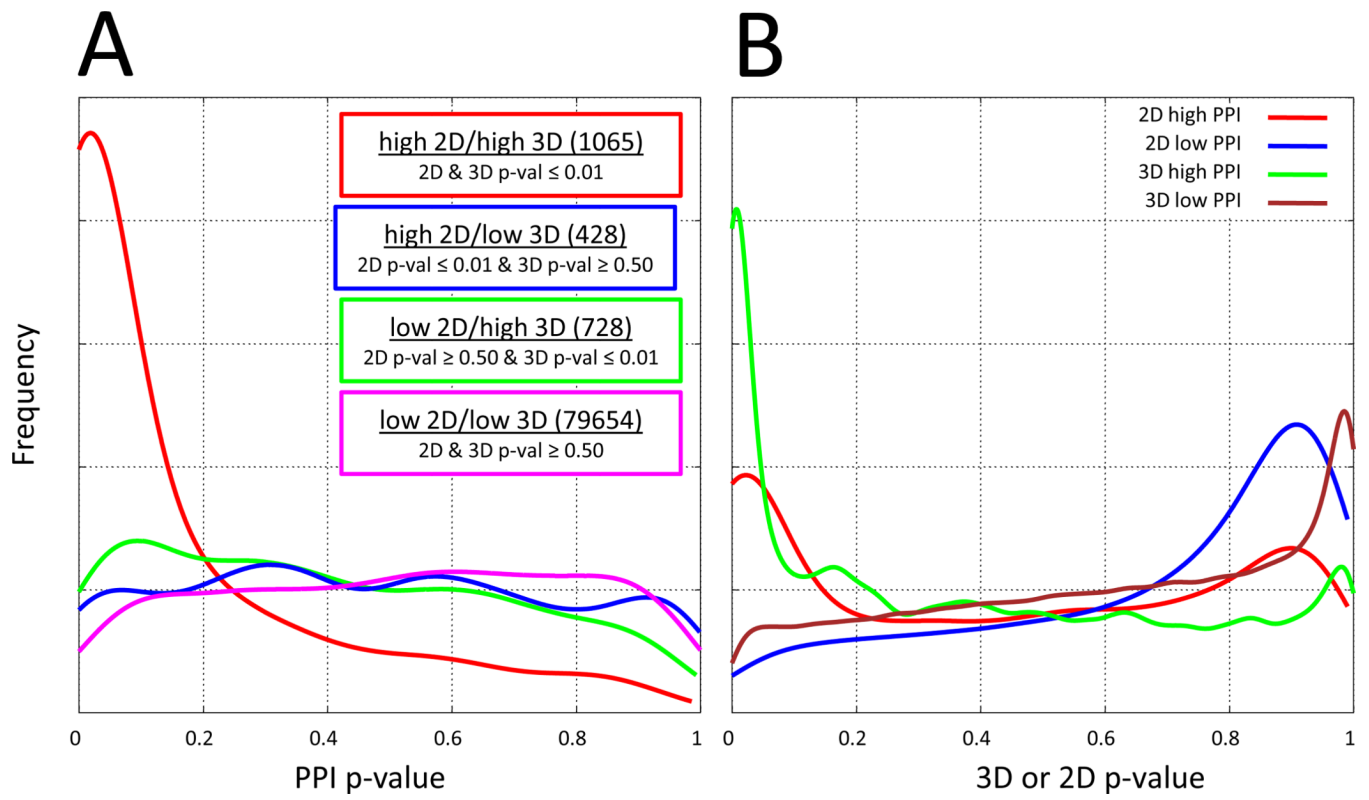 A
B
high 2D/high 3D (1065)
2D & 3D p-val ≤ 0.01
high 2D/low 3D (428)
2D p-val ≤ 0.01 & 3D p-val ≥ 0.50
low 2D/high 3D (728)
2D p-val ≥ 0.50 & 3D p-val ≤ 0.01
low 2D/low 3D (79654)
2D & 3D p-val ≥ 0.50
2D high PPI
2D low PPI
3D high PPI
3D low PPI
Frequency
0 0.2 0.4 0.6 0.8 1
0 0.2 0.4 0.6 0.8 1
PPI p-value
3D or 2D p-value